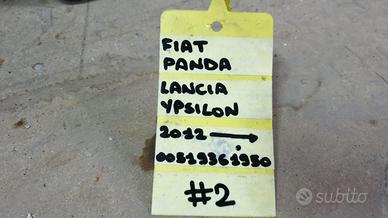 FIAT
PANDA
LANCIA
YPSILON
2012 →
00519361950
#2
subito